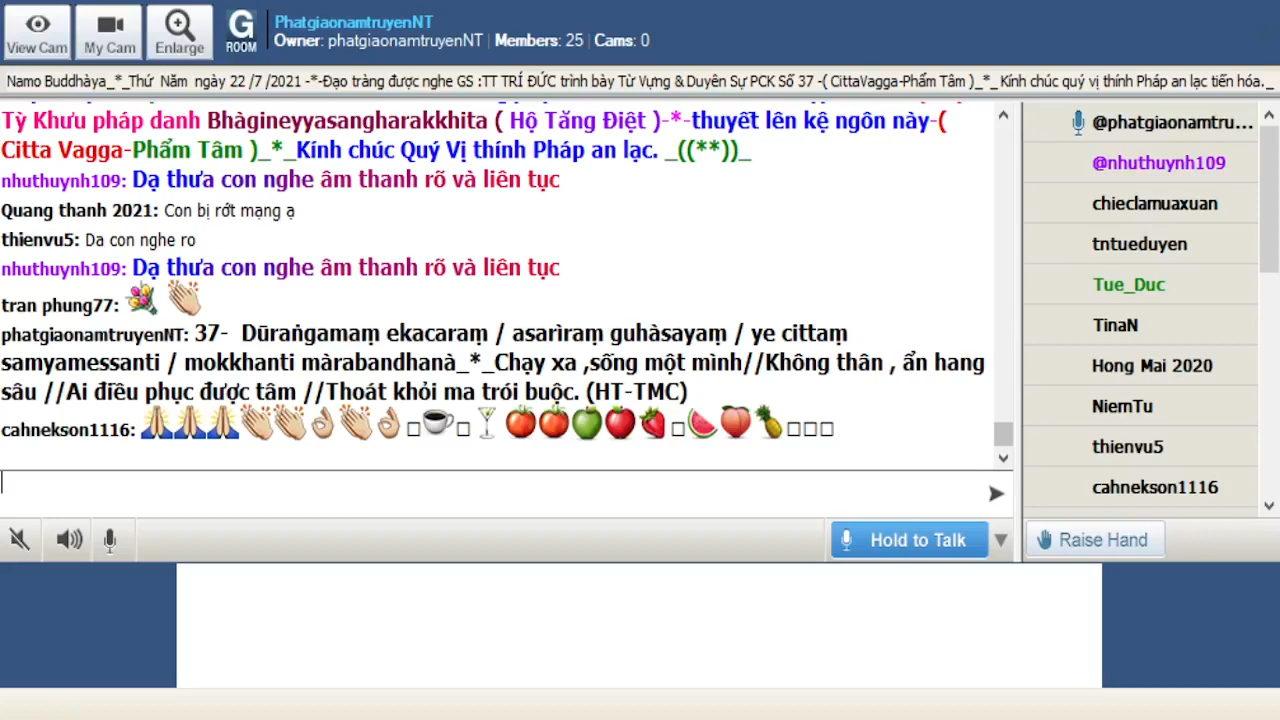 View Cam
My Cam
Enlarge
G
ROOM
PhatgiaonamtruyenNT
Owner: phatgiaonamtruyenNT | Members: 25 | Cams: 0
Namo Buddhàya_*_Thứ Năm ngày 22 /7 /2021 -*-Đạo tràng được nghe GS :TT TRÍ ĐỨC trình bày Từ Vựng & Duyên Sự PCK Số 37 -( CittaVagga-Phẩm Tâm )_*_ Kính chúc quý vị thính Pháp an lạc tiến hóa._
Tỳ Khưu pháp danh Bhàgineyyasangharakkhita ( Hộ Tăng Điệt )-*-thuyết lên kệ ngôn này-(
Citta Vagga-Phẩm Tâm )_*_Kính chúc Quý Vị thính Pháp an lạc. _((**))_
nhuthuynh109: Dạ thưa con nghe âm thanh rõ và liên tục
Quang thanh 2021: Con bị rớt mạng ạ
thienvu5: Da con nghe ro
nhuthuynh109: Dạ thưa con nghe âm thanh rõ và liên tục
tran phung77:
phatgiaonamtruyenNT: 37- Dūraṅgamaṃ ekacaraṃ / asarìraṃ guhàsayaṃ / ye cittaṃ
samyamessanti / mokkhanti màrabandhanà_*_Chạy xa ,sống một mình//Không thân , ẩn hang
sâu //Ai điều phục được tâm //Thoát khỏi ma trói buộc. (HT-TMC)
cahnekson1116:
@phatgiaonamtru...
@nhuthuynh109
chieclamuaxuan
tntueduyen
Tue_Duc
TinaN
Hong Mai 2020
NiemTu
thienvu5
cahnekson1116
Hold to Talk
Raise Hand